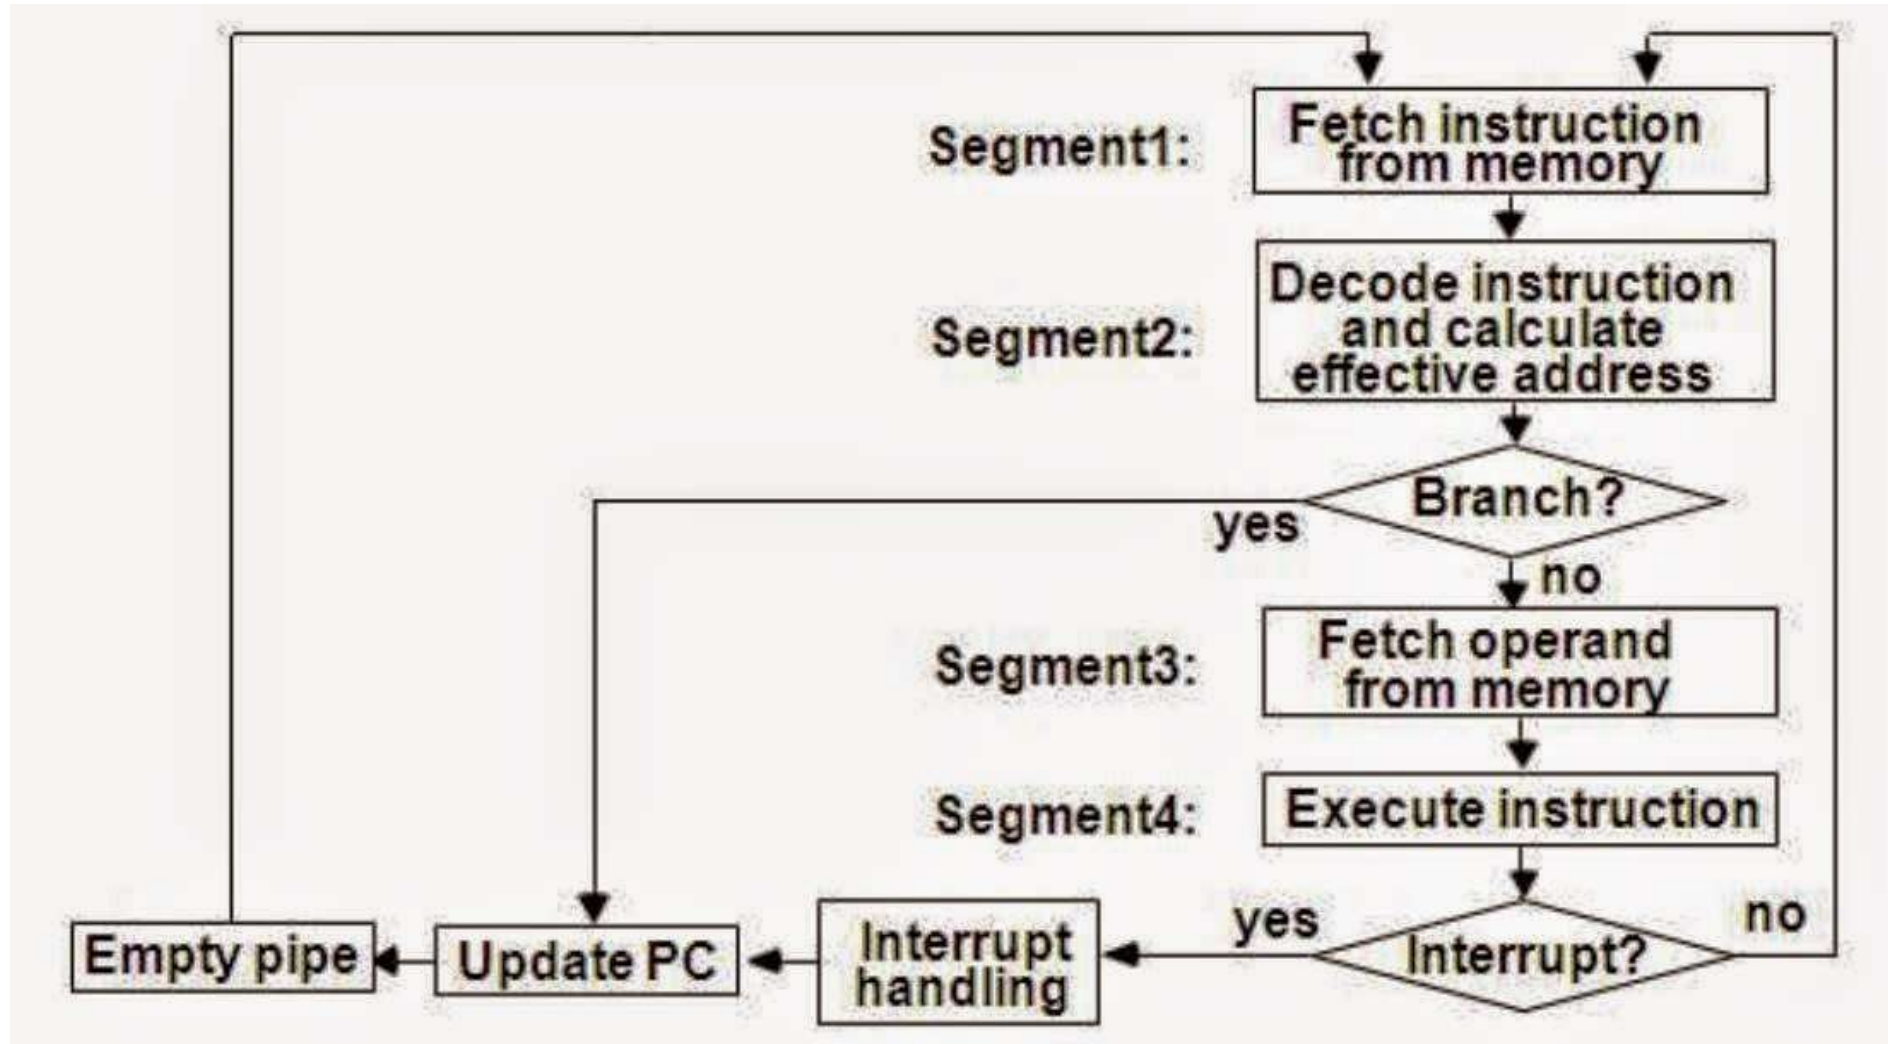 Segment1:
Fetch instruction
from memory
Segment2:
Decode instruction
and calculate
effective address
Branch?
yes
no
Segment3:
Fetch operand
from memory
Segment4:
Execute instruction
Interrupt?
yes
no
Interrupt
handling
Update PC
Empty pipe